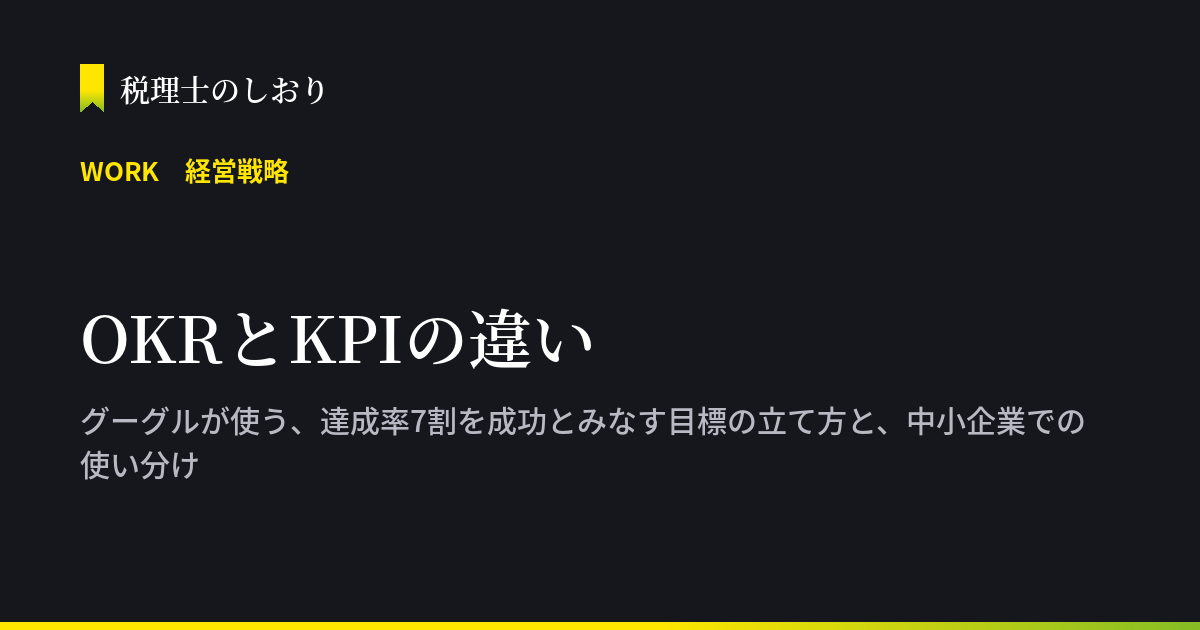 税理士のしおり
WORK　経営戦略
OKRとKPIの違い
グーグルが使う、達成率7割を成功とみなす目標の立て方と、中小企業での
使い分け